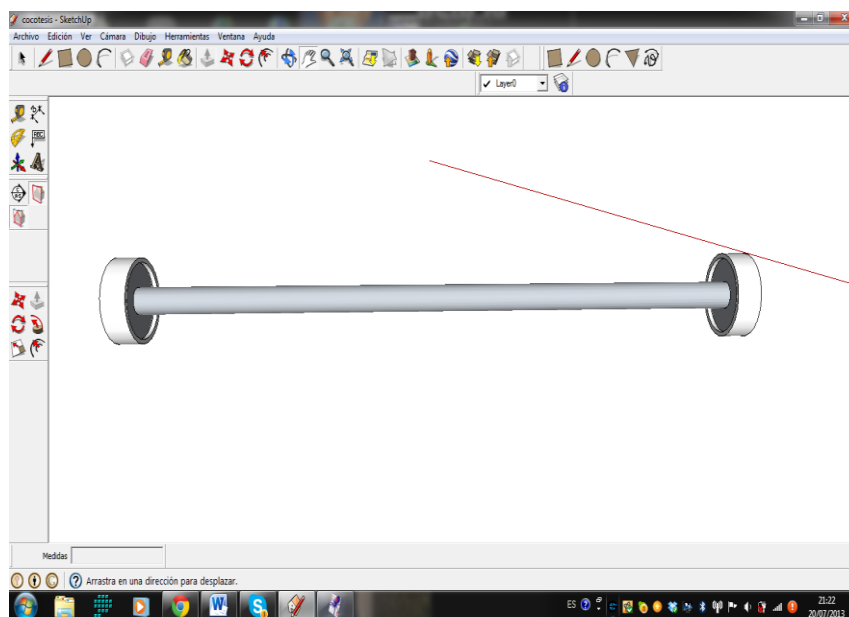 cocotesis - SketchUp
Archivo Edición Ver Cámara Dibujo Herramientas Ventana Ayuda
Layer0
Medidas
Arrastra en una dirección para desplazar.
ES
21:22
20/07/2013